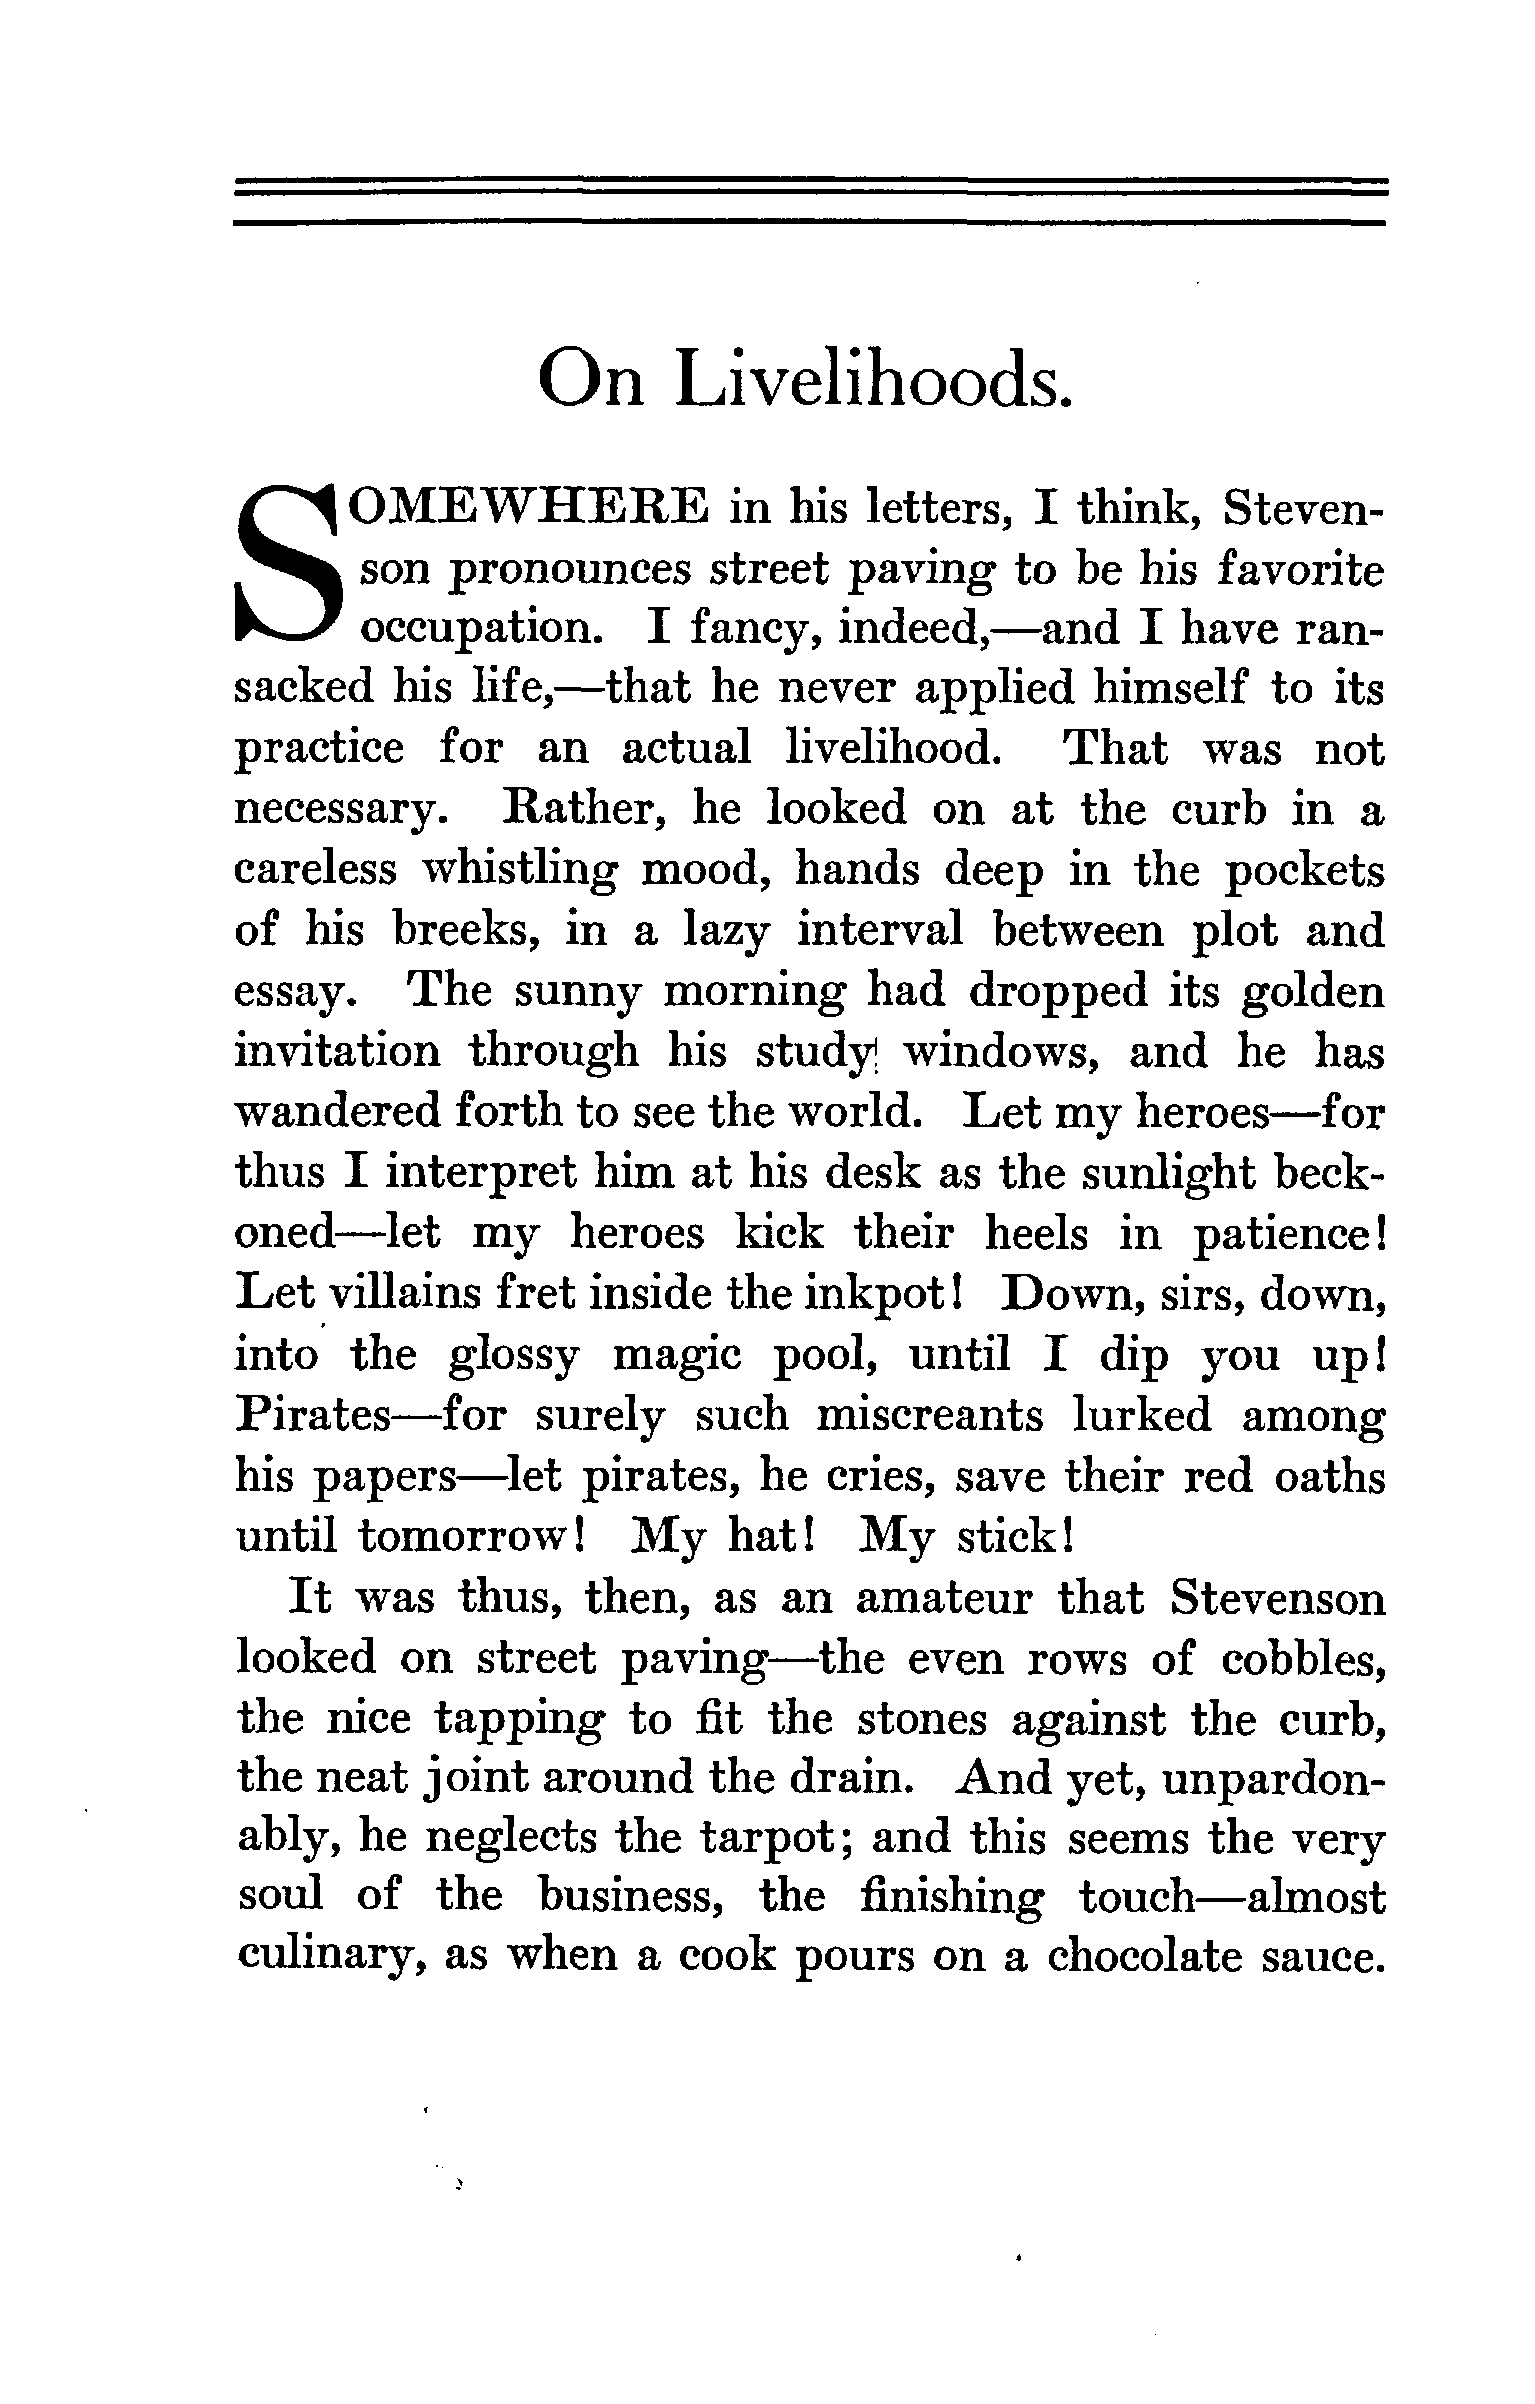 On Livelihoods.
SOMEWHERE in his letters, I think, Steven-
son pronounces street paving to be his favorite
occupation. I fancy, indeed,—and I have ran-
sacked his life,—that he never applied himself to its
practice for an actual livelihood. That was not
necessary. Rather, he looked on at the curb in a
careless whistling mood, hands deep in the pockets
of his breeks, in a lazy interval between plot and
essay. The sunny morning had dropped its golden
invitation through his study windows, and he has
wandered forth to see the world. Let my heroes—for
thus I interpret him at his desk as the sunlight beck-
oned—let my heroes kick their heels in patience!
Let villains fret inside the inkpot! Down, sirs, down,
into the glossy magic pool, until I dip you up!
Pirates—for surely such miscreants lurked among
his papers—let pirates, he cries, save their red oaths
until tomorrow! My hat! My stick!
It was thus, then, as an amateur that Stevenson
looked on street paving—the even rows of cobbles,
the nice tapping to fit the stones against the curb,
the neat joint around the drain. And yet, unpardon-
ably, he neglects the tarpot; and this seems the very
soul of the business, the finishing touch—almost
culinary, as when a cook pours on a chocolate sauce.